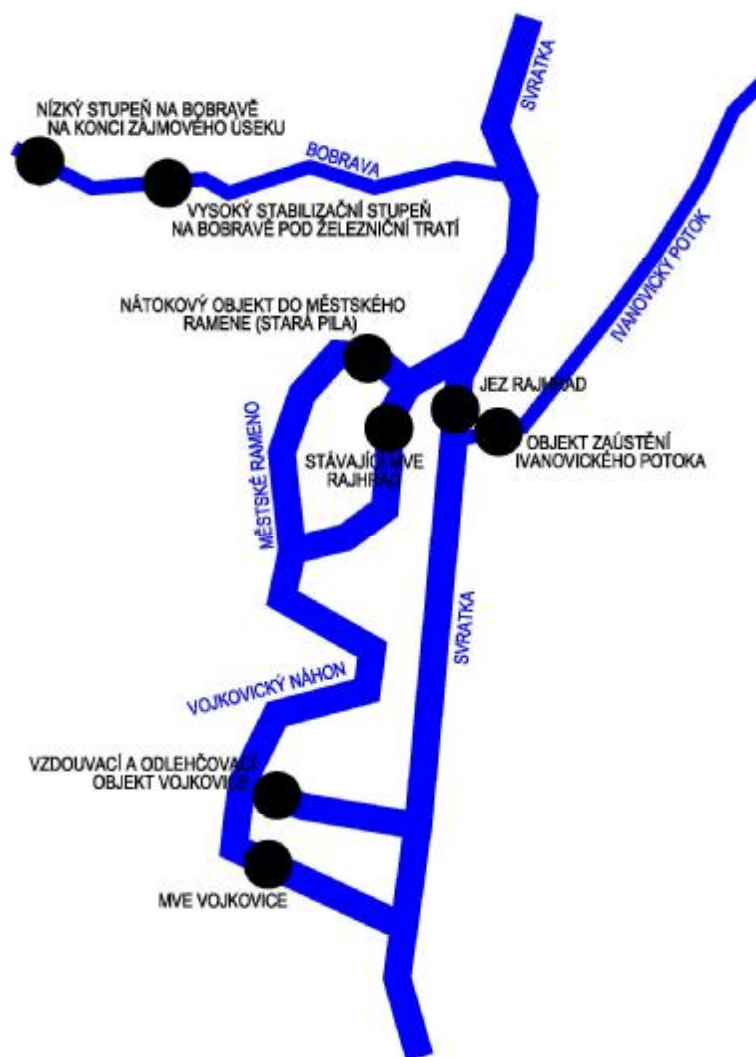 SVRATKA
NÍZKÝ STUPEŇ NA BOBRAVĚ
NA KONCI ZÁJMOVÉHO ÚSEKU
BOBRAVA
VYSOKÝ STABILIZAČNÍ STUPEŇ
NA BOBRAVĚ POD ŽELEZNIČNÍ TRATÍ
IVANOVICKÝ POTOK
NÁTOKOVÝ OBJEKT DO MĚSTSKÉHO
RAMENE (STARÁ PILA)
JEZ RAJHRAD
OBJEKT ZAÚSTĚNÍ
IVANOVICKÉHO POTOKA
STÁVAJÍCÍ MVE
RAJHRAD
MĚSTSKÉ RAMENO
SVRATKA
VOJKOVICKÝ NÁHON
VZDOUVACÍ A ODLEHČOVACÍ
OBJEKT VOJKOVICE
MVE VOJKOVICE